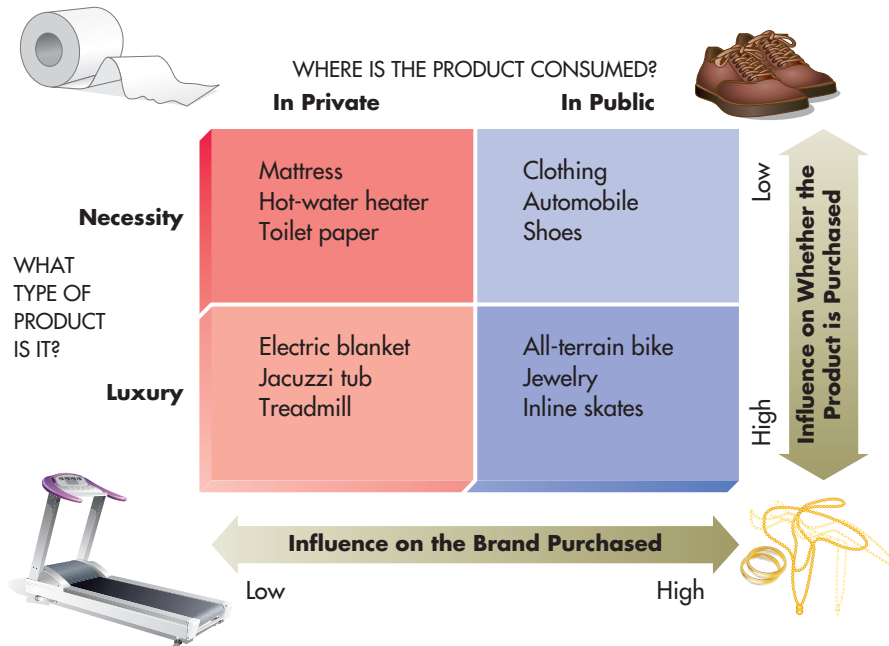 WHERE IS THE PRODUCT CONSUMED?
In Private
In Public
WHAT
TYPE OF
PRODUCT
IS IT?
Necessity
Mattress
Hot-water heater
Toilet paper
Clothing
Automobile
Shoes
Luxury
Electric blanket
Jacuzzi tub
Treadmill
All-terrain bike
Jewelry
Inline skates
Low
High
Influence on Whether the
Product is Purchased
Influence on the Brand Purchased
Low
High